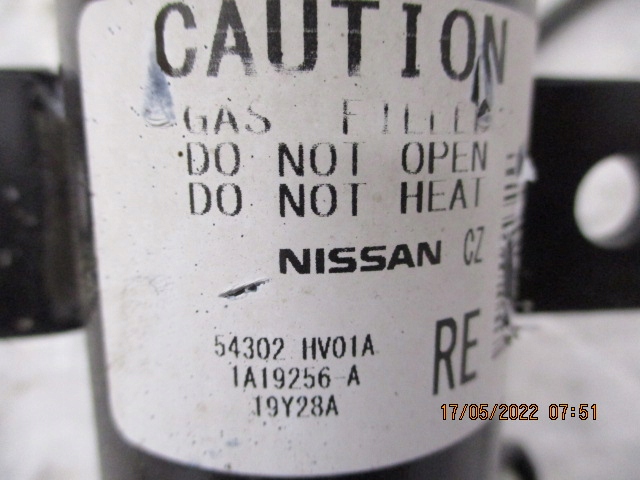 CAUTION
GAS FILLED
DO NOT OPEN
DO NOT HEAT
NISSAN CZ
54302 HV01A RE
1A19256-A
19Y28A
17/05/2022 07:51